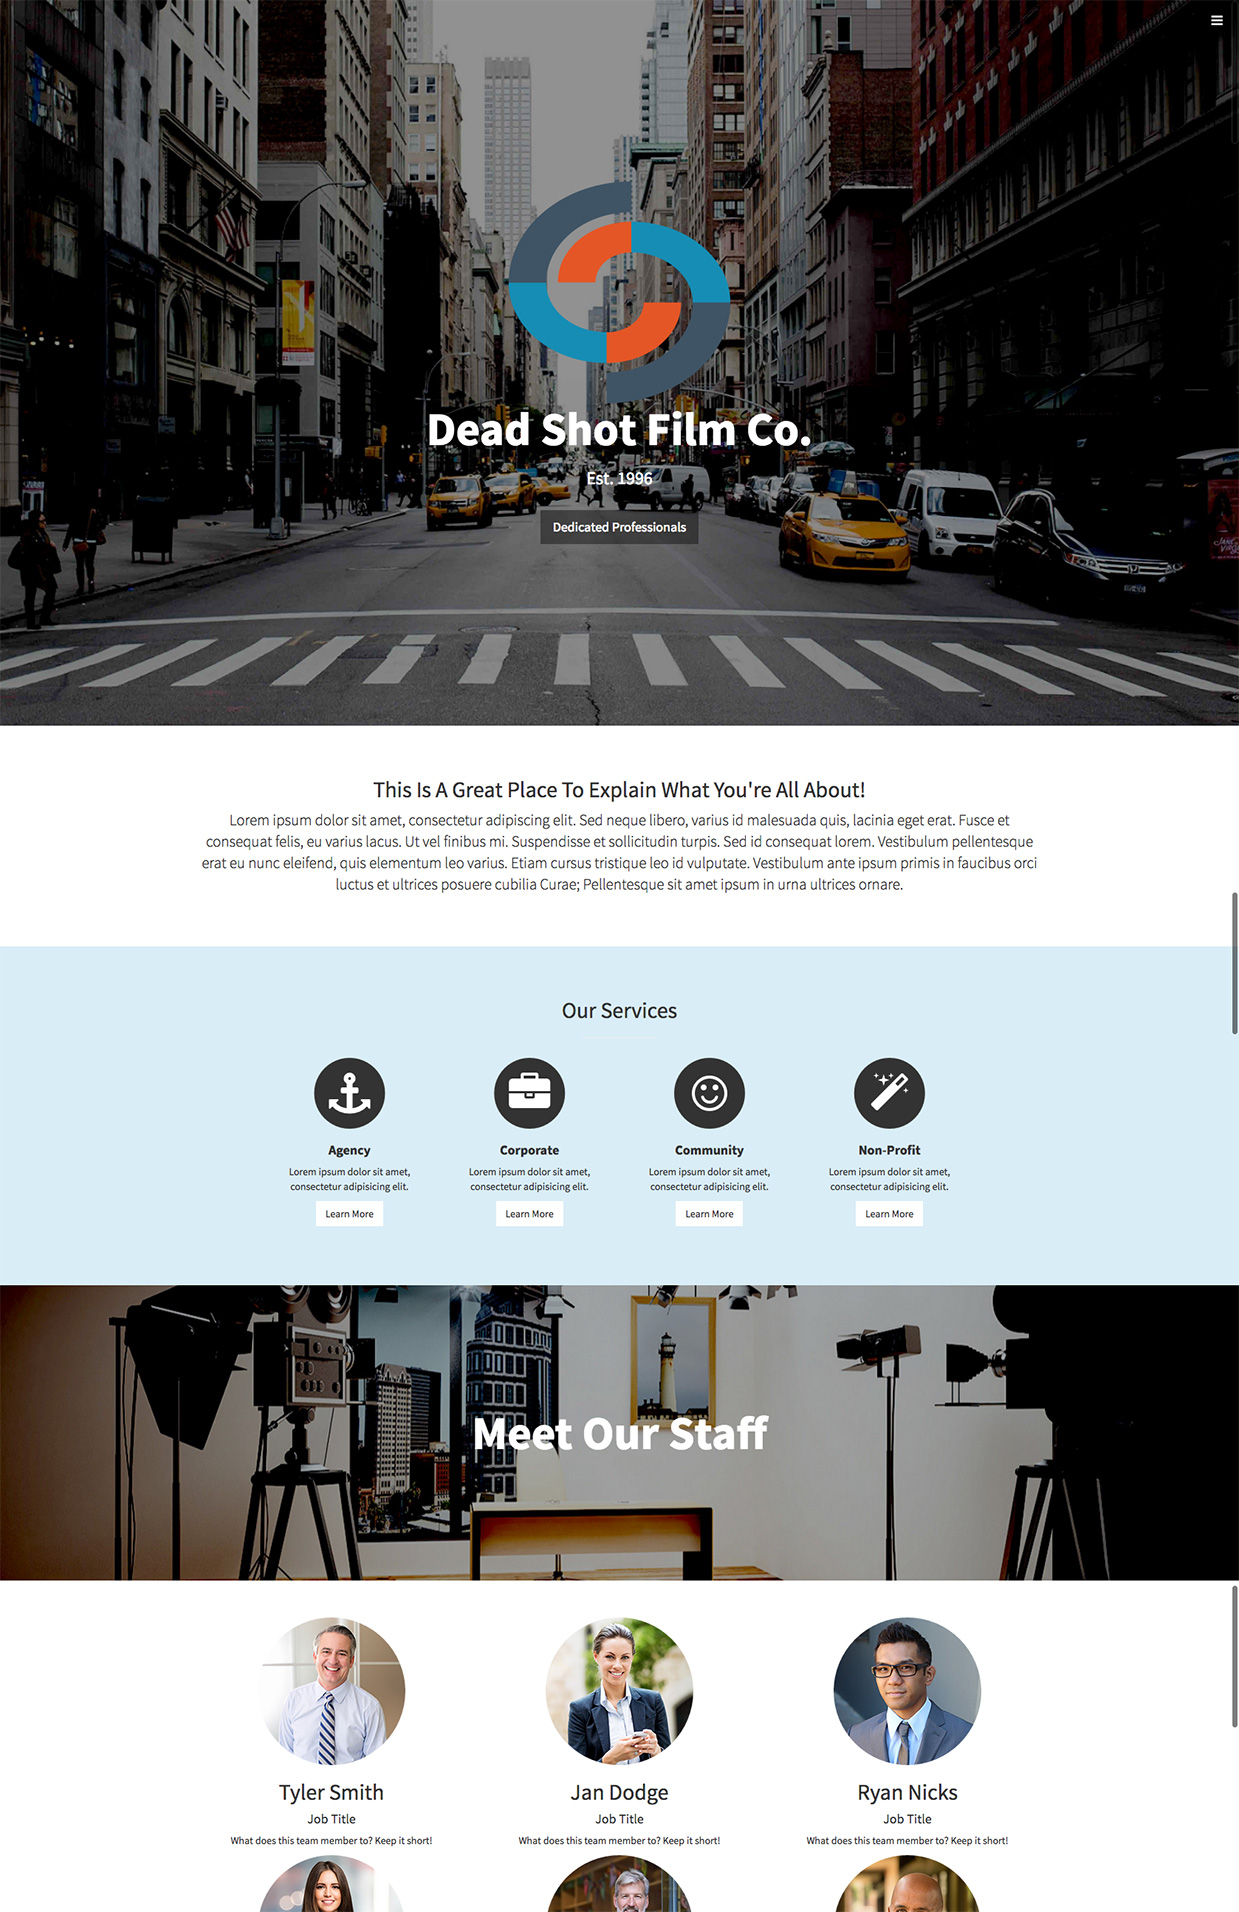 Dead Shot Film Co.
Est. 1996
Dedicated Professionals
This Is A Great Place To Explain What You're All About!
Lorem ipsum dolor sit amet, consectetur adipiscing elit. Sed neque libero, varius id malesuada quis, lacinia eget erat. Fusce et
consequat felis, eu varius lacus. Ut vel finibus mi. Suspendisse et sollicitudin turpis. Sed id consequat lorem. Vestibulum pellentesque
erat eu nunc eleifend, quis elementum leo varius. Etiam cursus tristique leo id vulputate. Vestibulum ante ipsum primis in faucibus orci
luctus et ultrices posuere cubilia Curae; Pellentesque sit amet ipsum in urna ultrices ornare.
Our Services
Agency
Lorem ipsum dolor sit amet,
consectetur adipisicing elit.
Learn More
Corporate
Lorem ipsum dolor sit amet,
consectetur adipisicing elit.
Learn More
Community
Lorem ipsum dolor sit amet,
consectetur adipisicing elit.
Learn More
Non-Profit
Lorem ipsum dolor sit amet,
consectetur adipisicing elit.
Learn More
Meet Our Staff
Tyler Smith
Job Title
What does this team member to? Keep it short!
Jan Dodge
Job Title
What does this team member to? Keep it short!
Ryan Nicks
Job Title
What does this team member to? Keep it short!